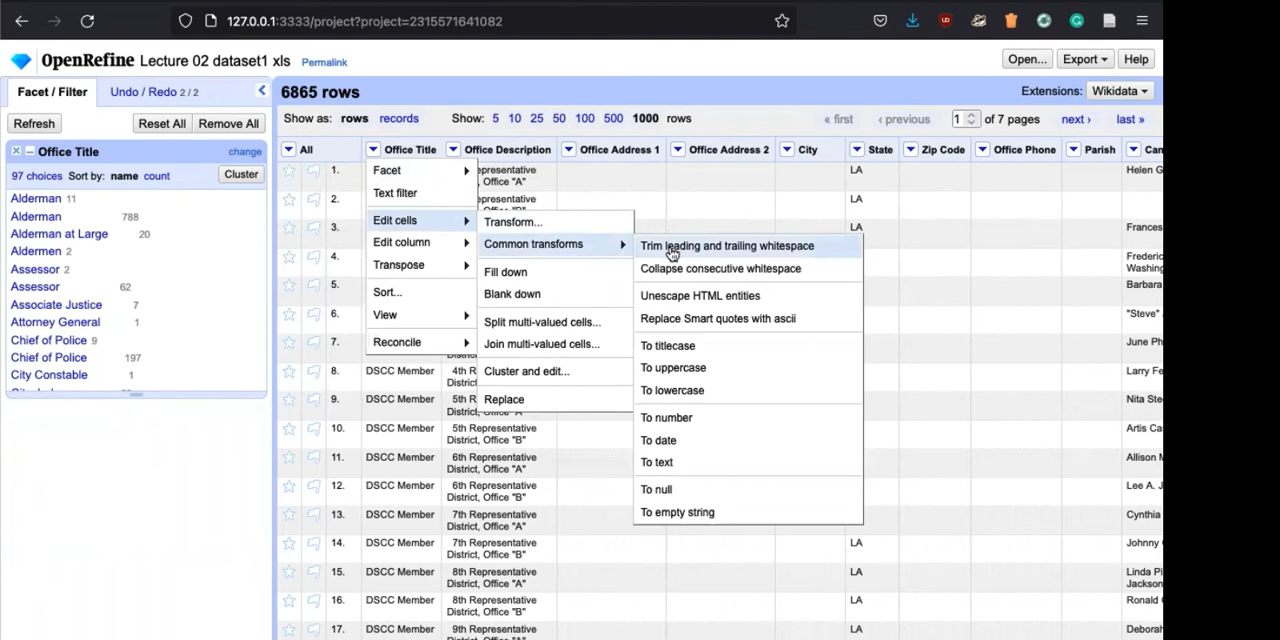 127.0.0.1:3333/project?project=2315571641082
OpenRefine Lecture 02 dataset1 xls Permalink
Open... Export Help
Facet / Filter Undo / Redo 2 / 2
6865 rows
Extensions: Wikidata
Refresh Reset All Remove All
Show as: rows records Show: 5 10 25 50 100 500 1000 rows
« first ‹ previous 1 of 7 pages next › last »
Office Title change
97 choices Sort by: name count Cluster
Alderman 11
Alderman 788
Alderman at Large 20
Aldermen 2
Assessor 2
Assessor 62
Associate Justice 7
Attorney General 1
Chief of Police 9
Chief of Police 197
City Constable 1
All Office Title Office Description Office Address 1 Office Address 2 City State Zip Code Office Phone Parish Can
Facet
Text filter
Edit cells
Edit column
Transpose
Sort...
View
Reconcile
Transform...
Common transforms
Fill down
Blank down
Split multi-valued cells...
Join multi-valued cells...
Cluster and edit...
Replace
Trim leading and trailing whitespace
Collapse consecutive whitespace
Unescape HTML entities
Replace Smart quotes with ascii
To titlecase
To uppercase
To lowercase
To number
To date
To text
To null
To empty string
1. epresentative LA Helen G
, Office "A"
2. epresentative LA
3. LA Frances
4. Felder-
Washing
5. Barbara
6. "Steve"
7. June Ph
8. DSCC Member 4th R Larry Fe
District
9. DSCC Member 5th R Nita Ste
District, Office "A"
10. DSCC Member 5th Representative Artis Cas
District, Office "B"
11. DSCC Member 6th Representative Allison M
District, Office "A"
12. DSCC Member 6th Representative Lee A. J
District, Office "B"
13. DSCC Member 7th Representative Cynthia
District, Office "A"
14. DSCC Member 7th Representative LA Johnny
District, Office "B"
15. DSCC Member 8th Representative LA Linda Pi
District, Office "A" Jackson
16. DSCC Member 8th Representative LA Ronald
District, Office "B"
17. DSCC Member 9th Representative LA Deborah